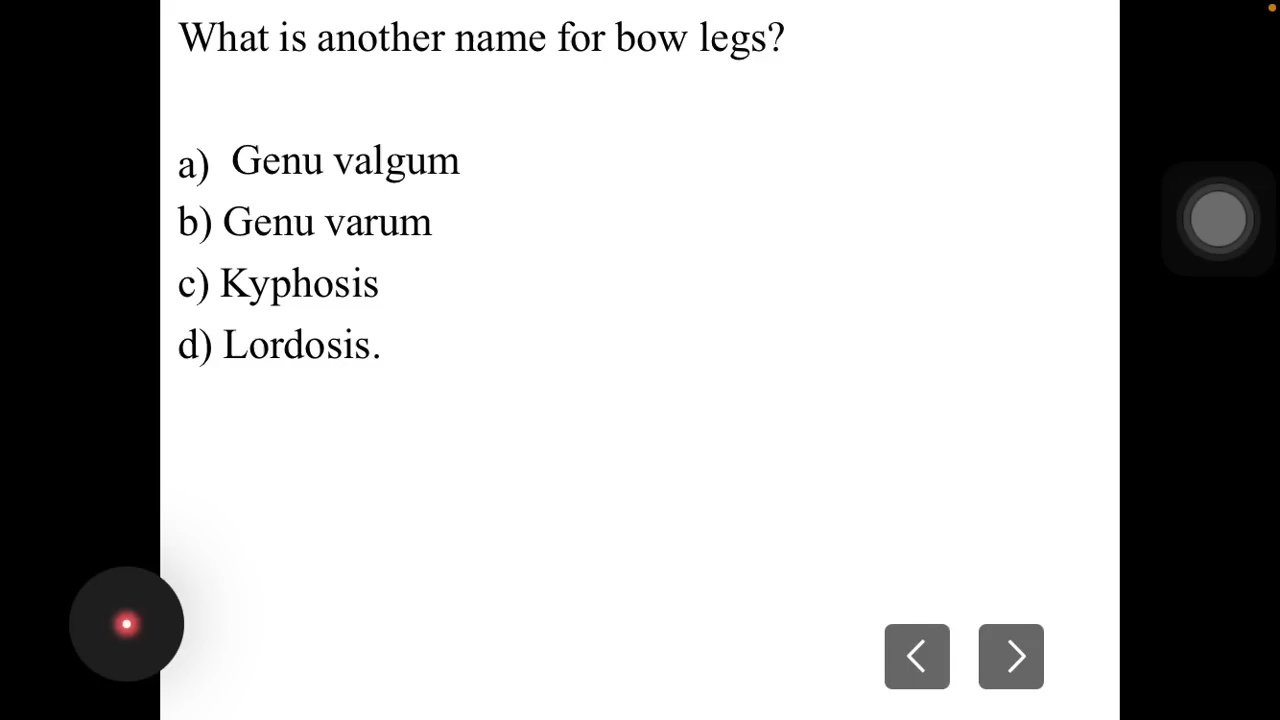 What is another name for bow legs?
a) Genu valgum
b) Genu varum
c) Kyphosis
d) Lordosis.